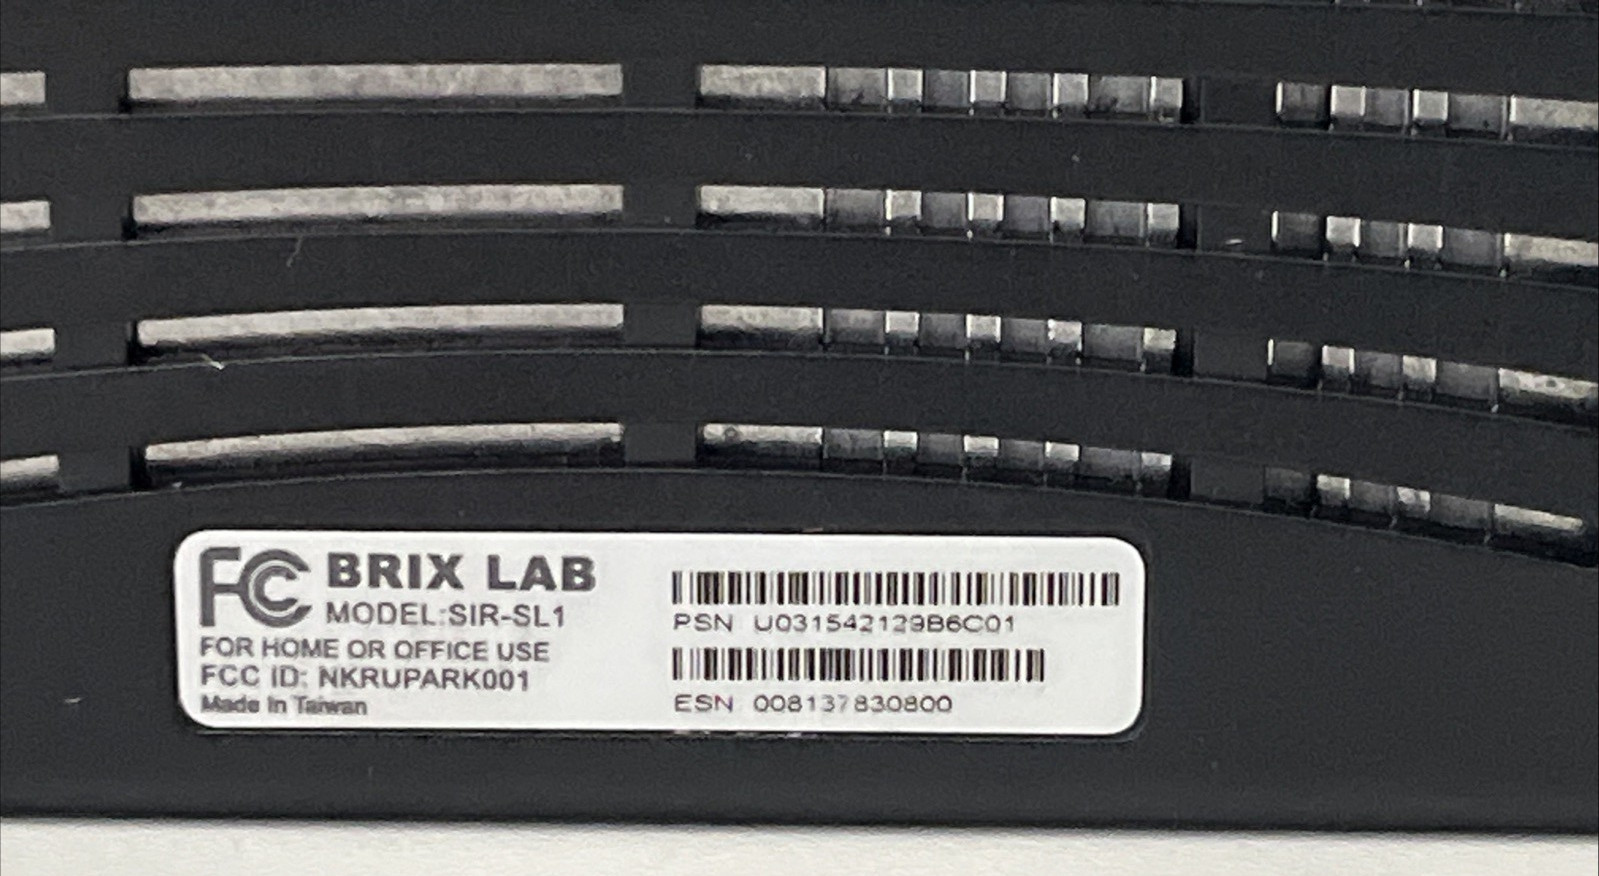 FC BRIX LAB
MODEL:SIR-SL1
FOR HOME OR OFFICE USE
FCC ID: NKRUPARK001
Made In Taiwan
PSN U031542129B6C01
ESN 008137830800